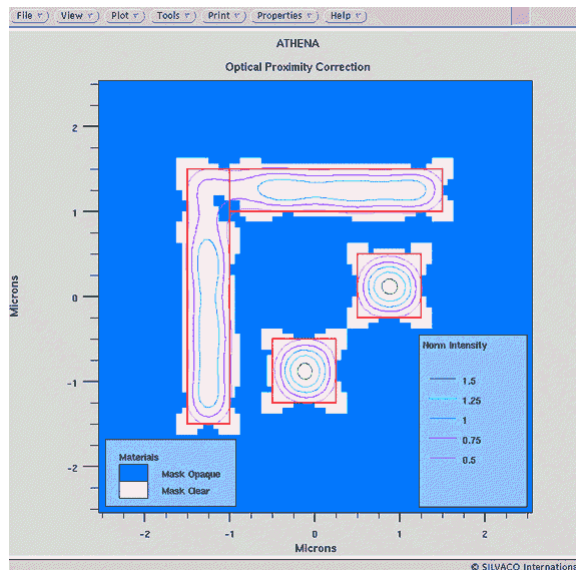 File View Plot Tools Print Properties Help
ATHENA
Optical Proximity Correction
2
1
0
-1
-2
Microns
Norm Intensity
1.5
1.25
1
0.75
0.5
Materials
Mask Opaque
Mask Clear
-2 -1 0 1 2
Microns
© SILVACO Internationa